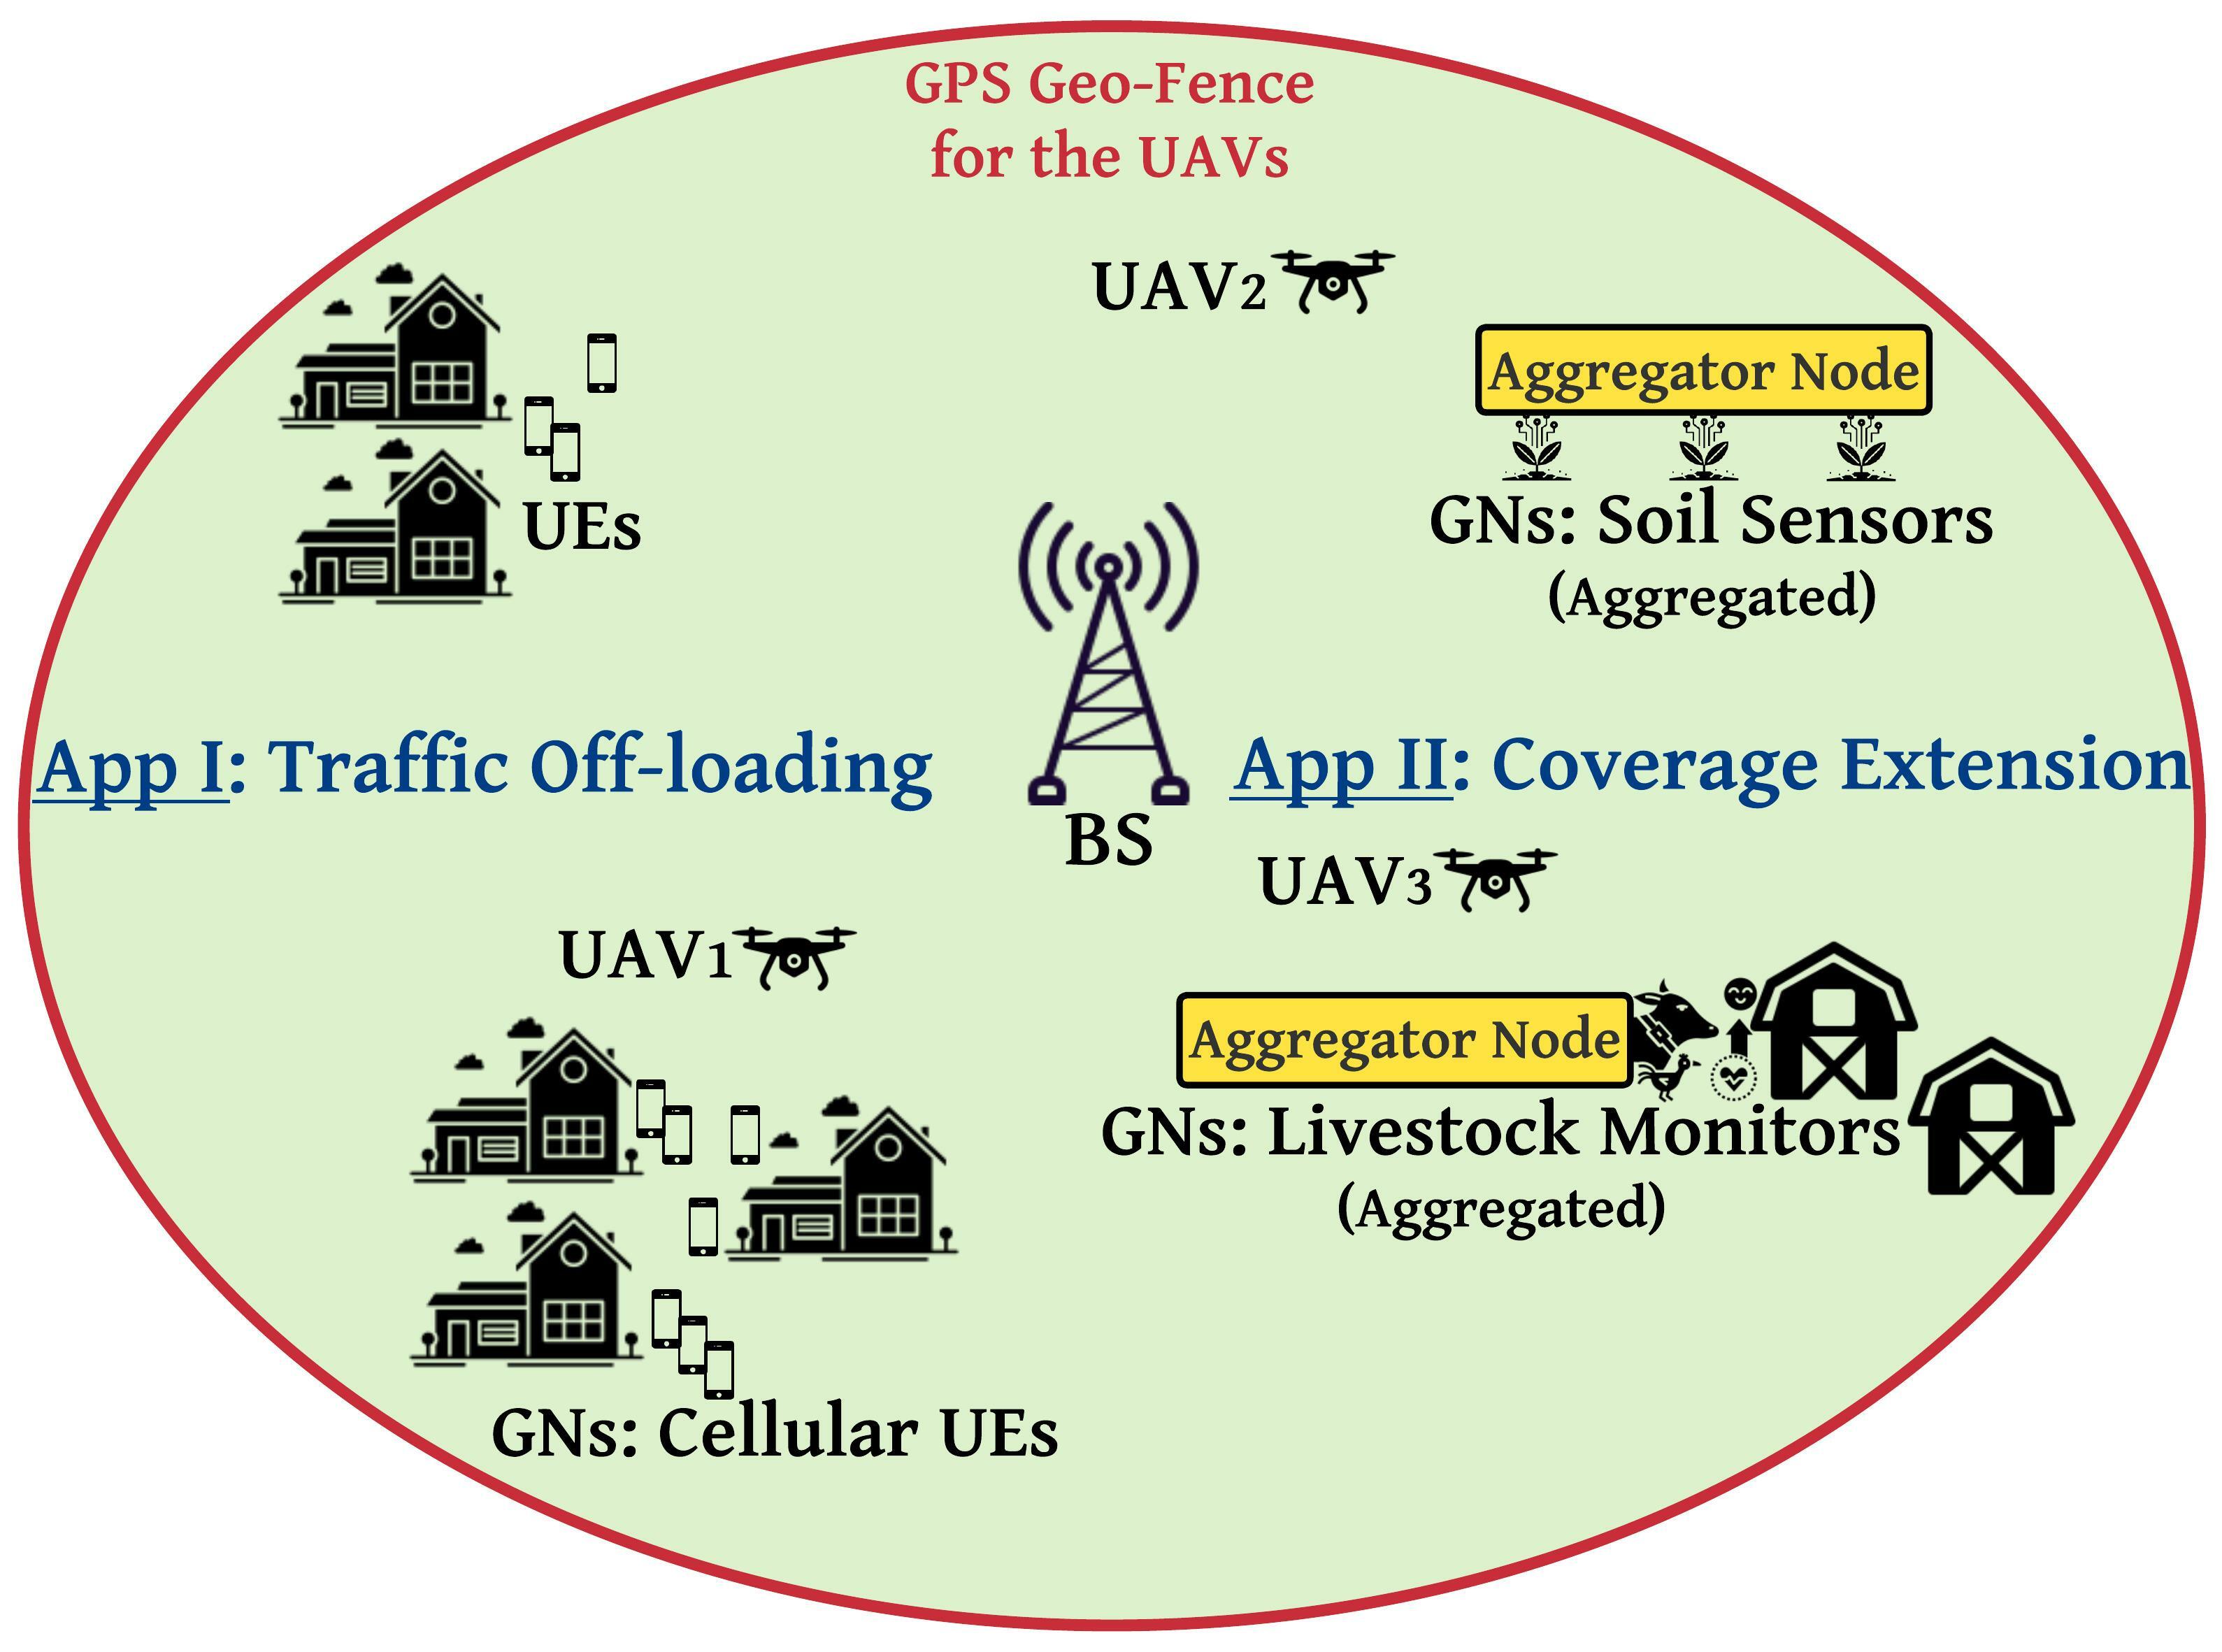 GPS Geo-Fence
for the UAVs
UAV2
Aggregator Node
UEs
GNs: Soil Sensors
(Aggregated)
App I: Traffic Off-loading
App II: Coverage Extension
BS
UAV3
UAV1
Aggregator Node
GNs: Livestock Monitors
(Aggregated)
GNs: Cellular UEs